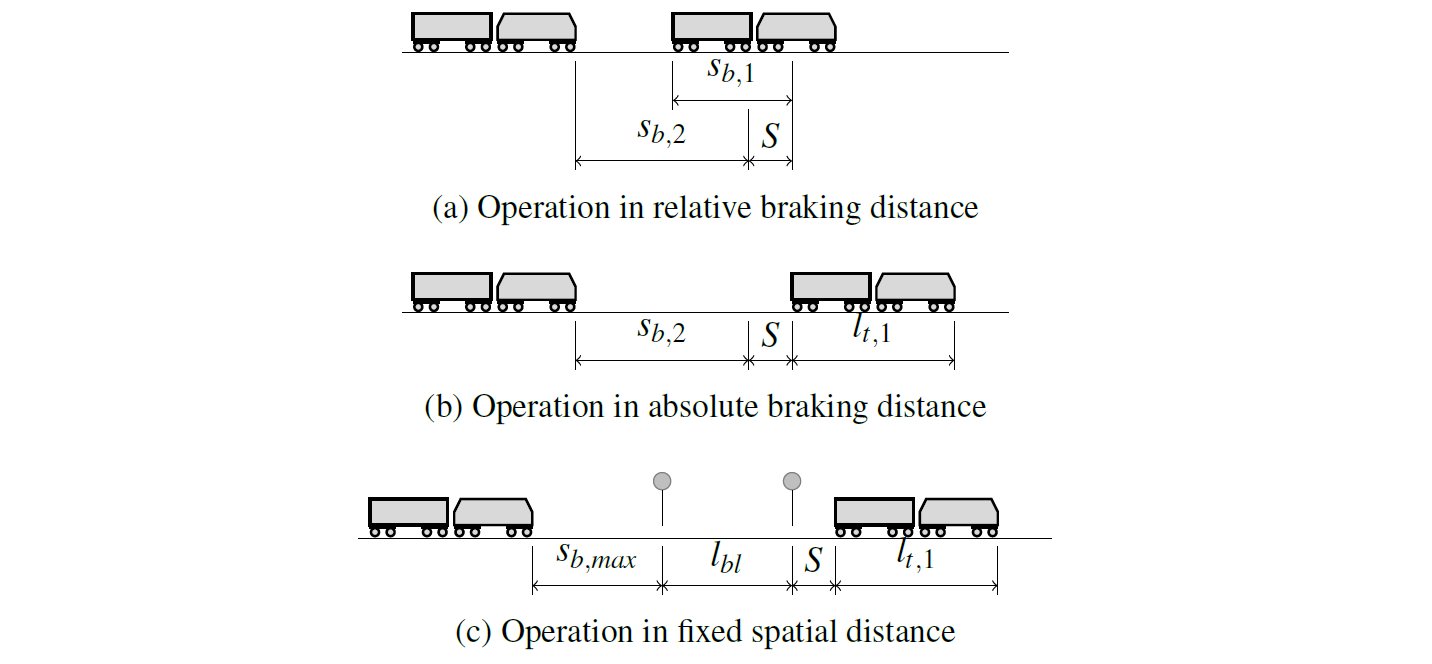 s_{b,1}
s_{b,2} S
(a) Operation in relative braking distance
s_{b,2} S l_{t,1}
(b) Operation in absolute braking distance
s_{b,max} l_{bl} S l_{t,1}
(c) Operation in fixed spatial distance